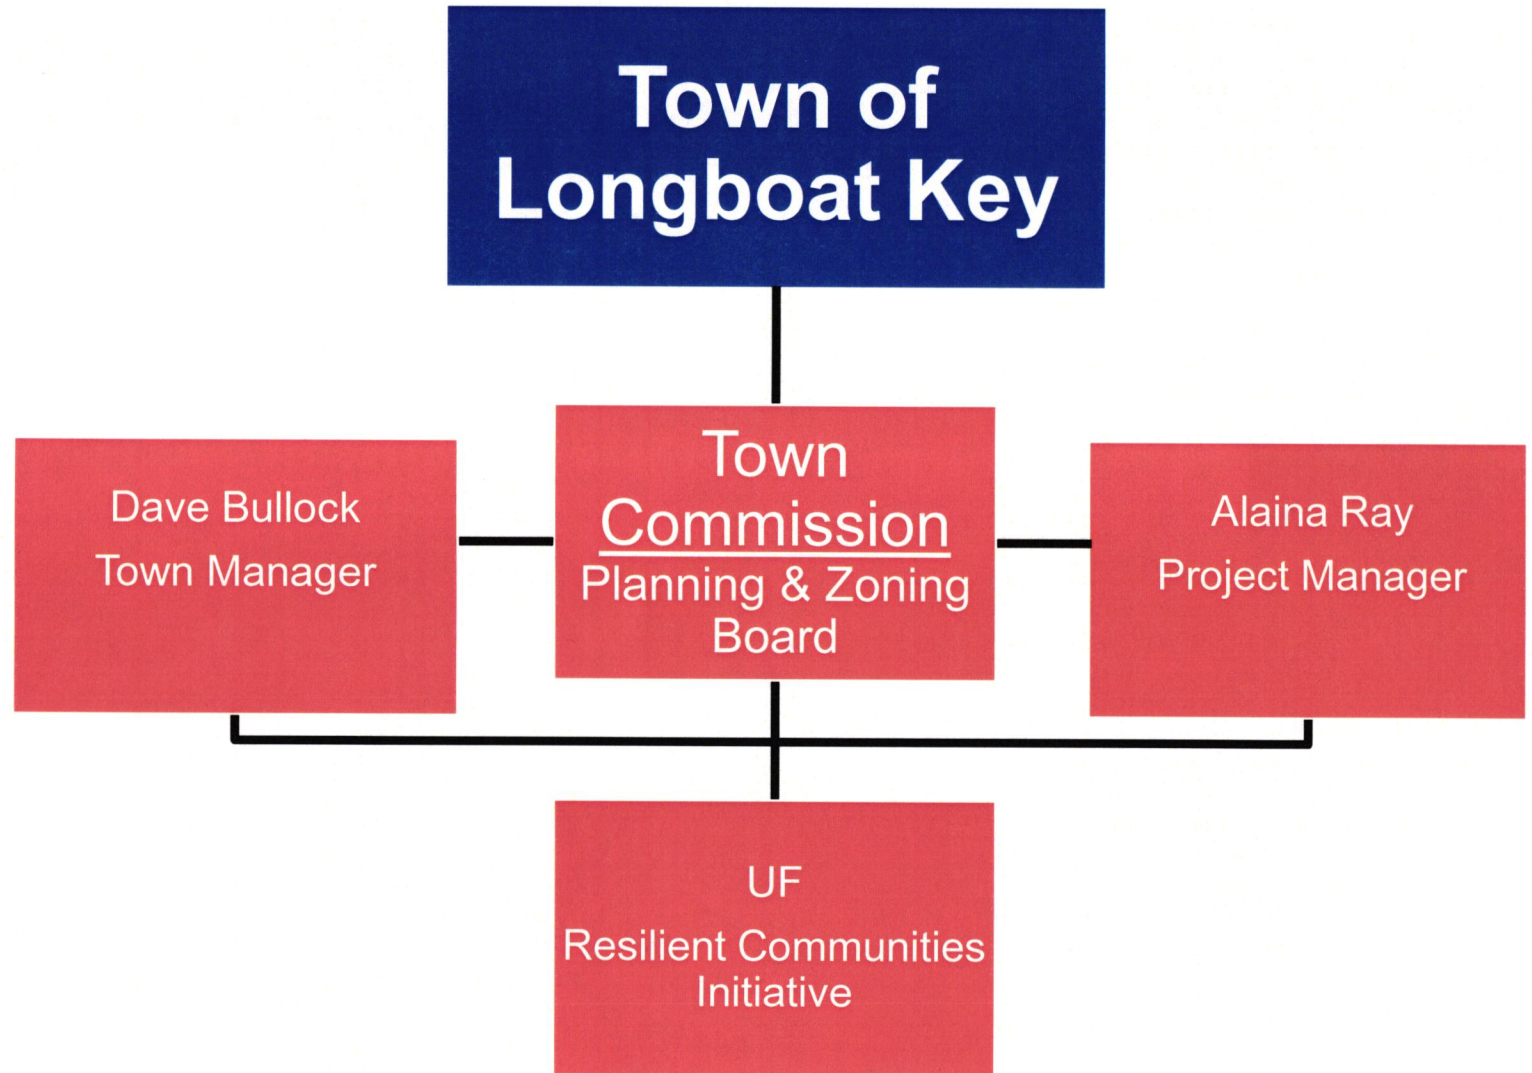 Town of
Longboat Key
Dave Bullock
Town Manager
Town
Commission
Planning & Zoning
Board
Alaina Ray
Project Manager
UF
Resilient Communities
Initiative